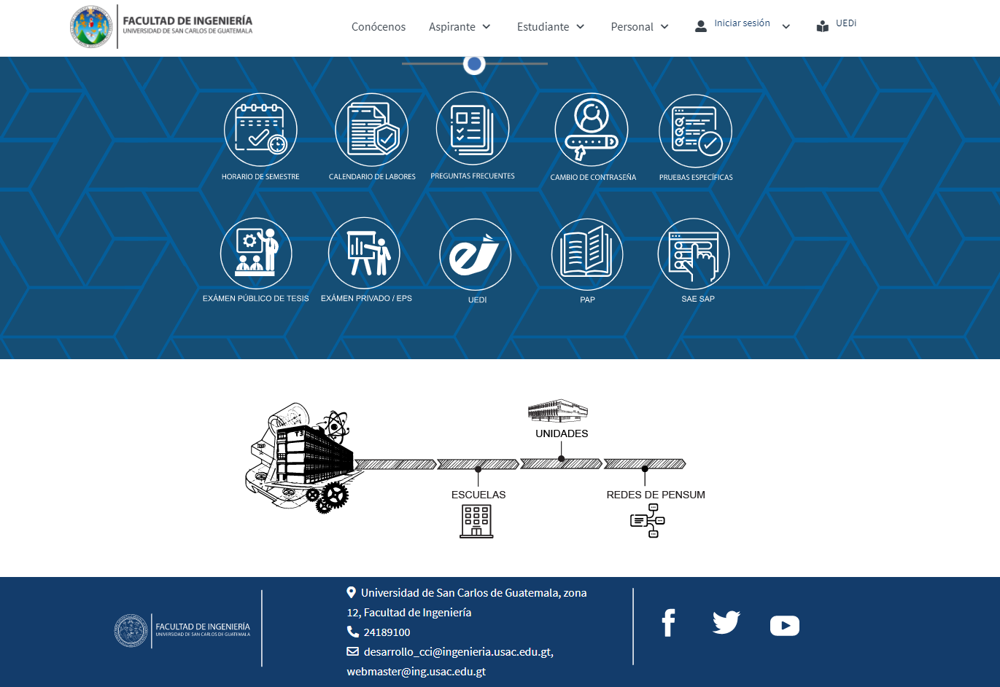 FACULTAD DE INGENIERÍA
UNIVERSIDAD DE SAN CARLOS DE GUATEMALA
Conócenos
Aspirante
Estudiante
Personal
Iniciar sesión
UEDi
HORARIO DE SEMESTRE
CALENDARIO DE LABORES
PREGUNTAS FRECUENTES
CAMBIO DE CONTRASEÑA
PRUEBAS ESPECÍFICAS
EXÁMEN PÚBLICO DE TESIS
EXÁMEN PRIVADO / EPS
UEDI
PAP
SAE SAP
T3
UNIDADES
ESCUELAS
REDES DE PENSUM
FACULTAD DE INGENIERÍA
UNIVERSIDAD DE SAN CARLOS DE GUATEMALA
Universidad de San Carlos de Guatemala, zona
12, Facultad de Ingeniería
24189100
desarrollo_cci@ingenieria.usac.edu.gt,
webmaster@ing.usac.edu.gt